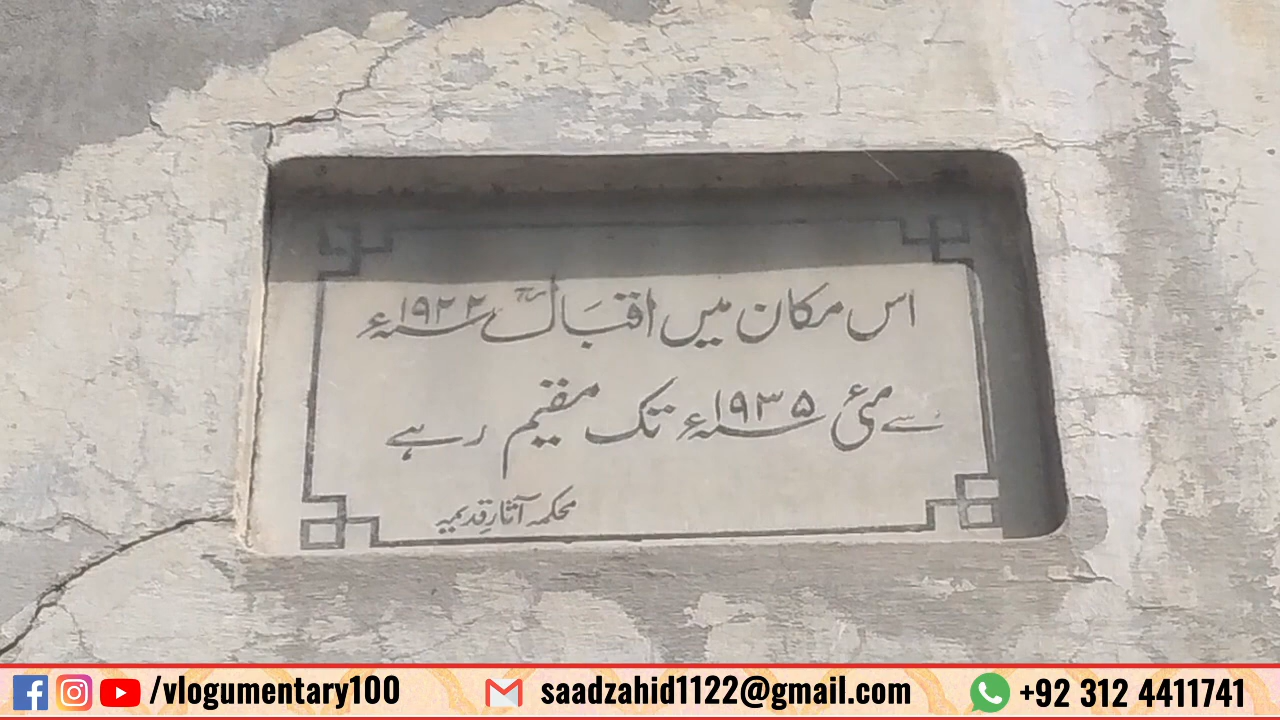 اس مکان میں اقبالؒ ۱۹۲۲ء
سے مئی ۱۹۳۵ء تک مقیم رہے
محکمہ آثارِ قدیمہ
/vlogumentary100 saadzahid1122@gmail.com +92 312 4411741